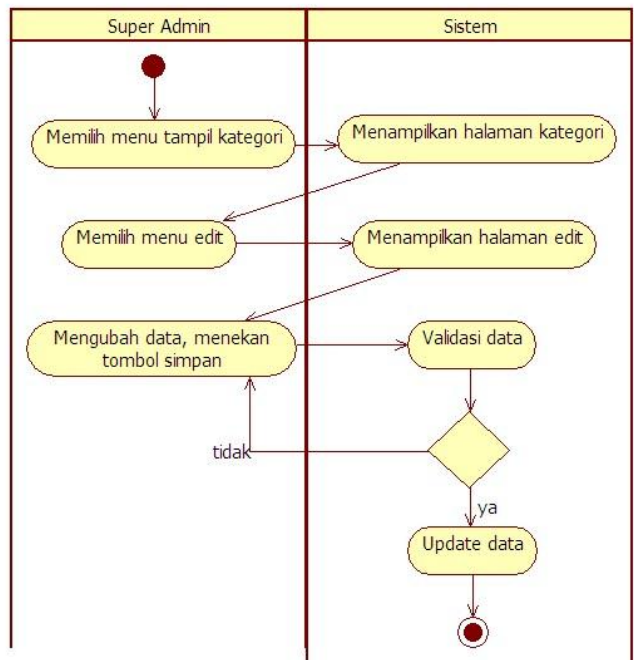 Super Admin
Sistem
Memilih menu tampil kategori
Menampilkan halaman kategori
Memilih menu edit
Menampilkan halaman edit
Mengubah data, menekan
tombol simpan
Validasi data
tidak
ya
Update data